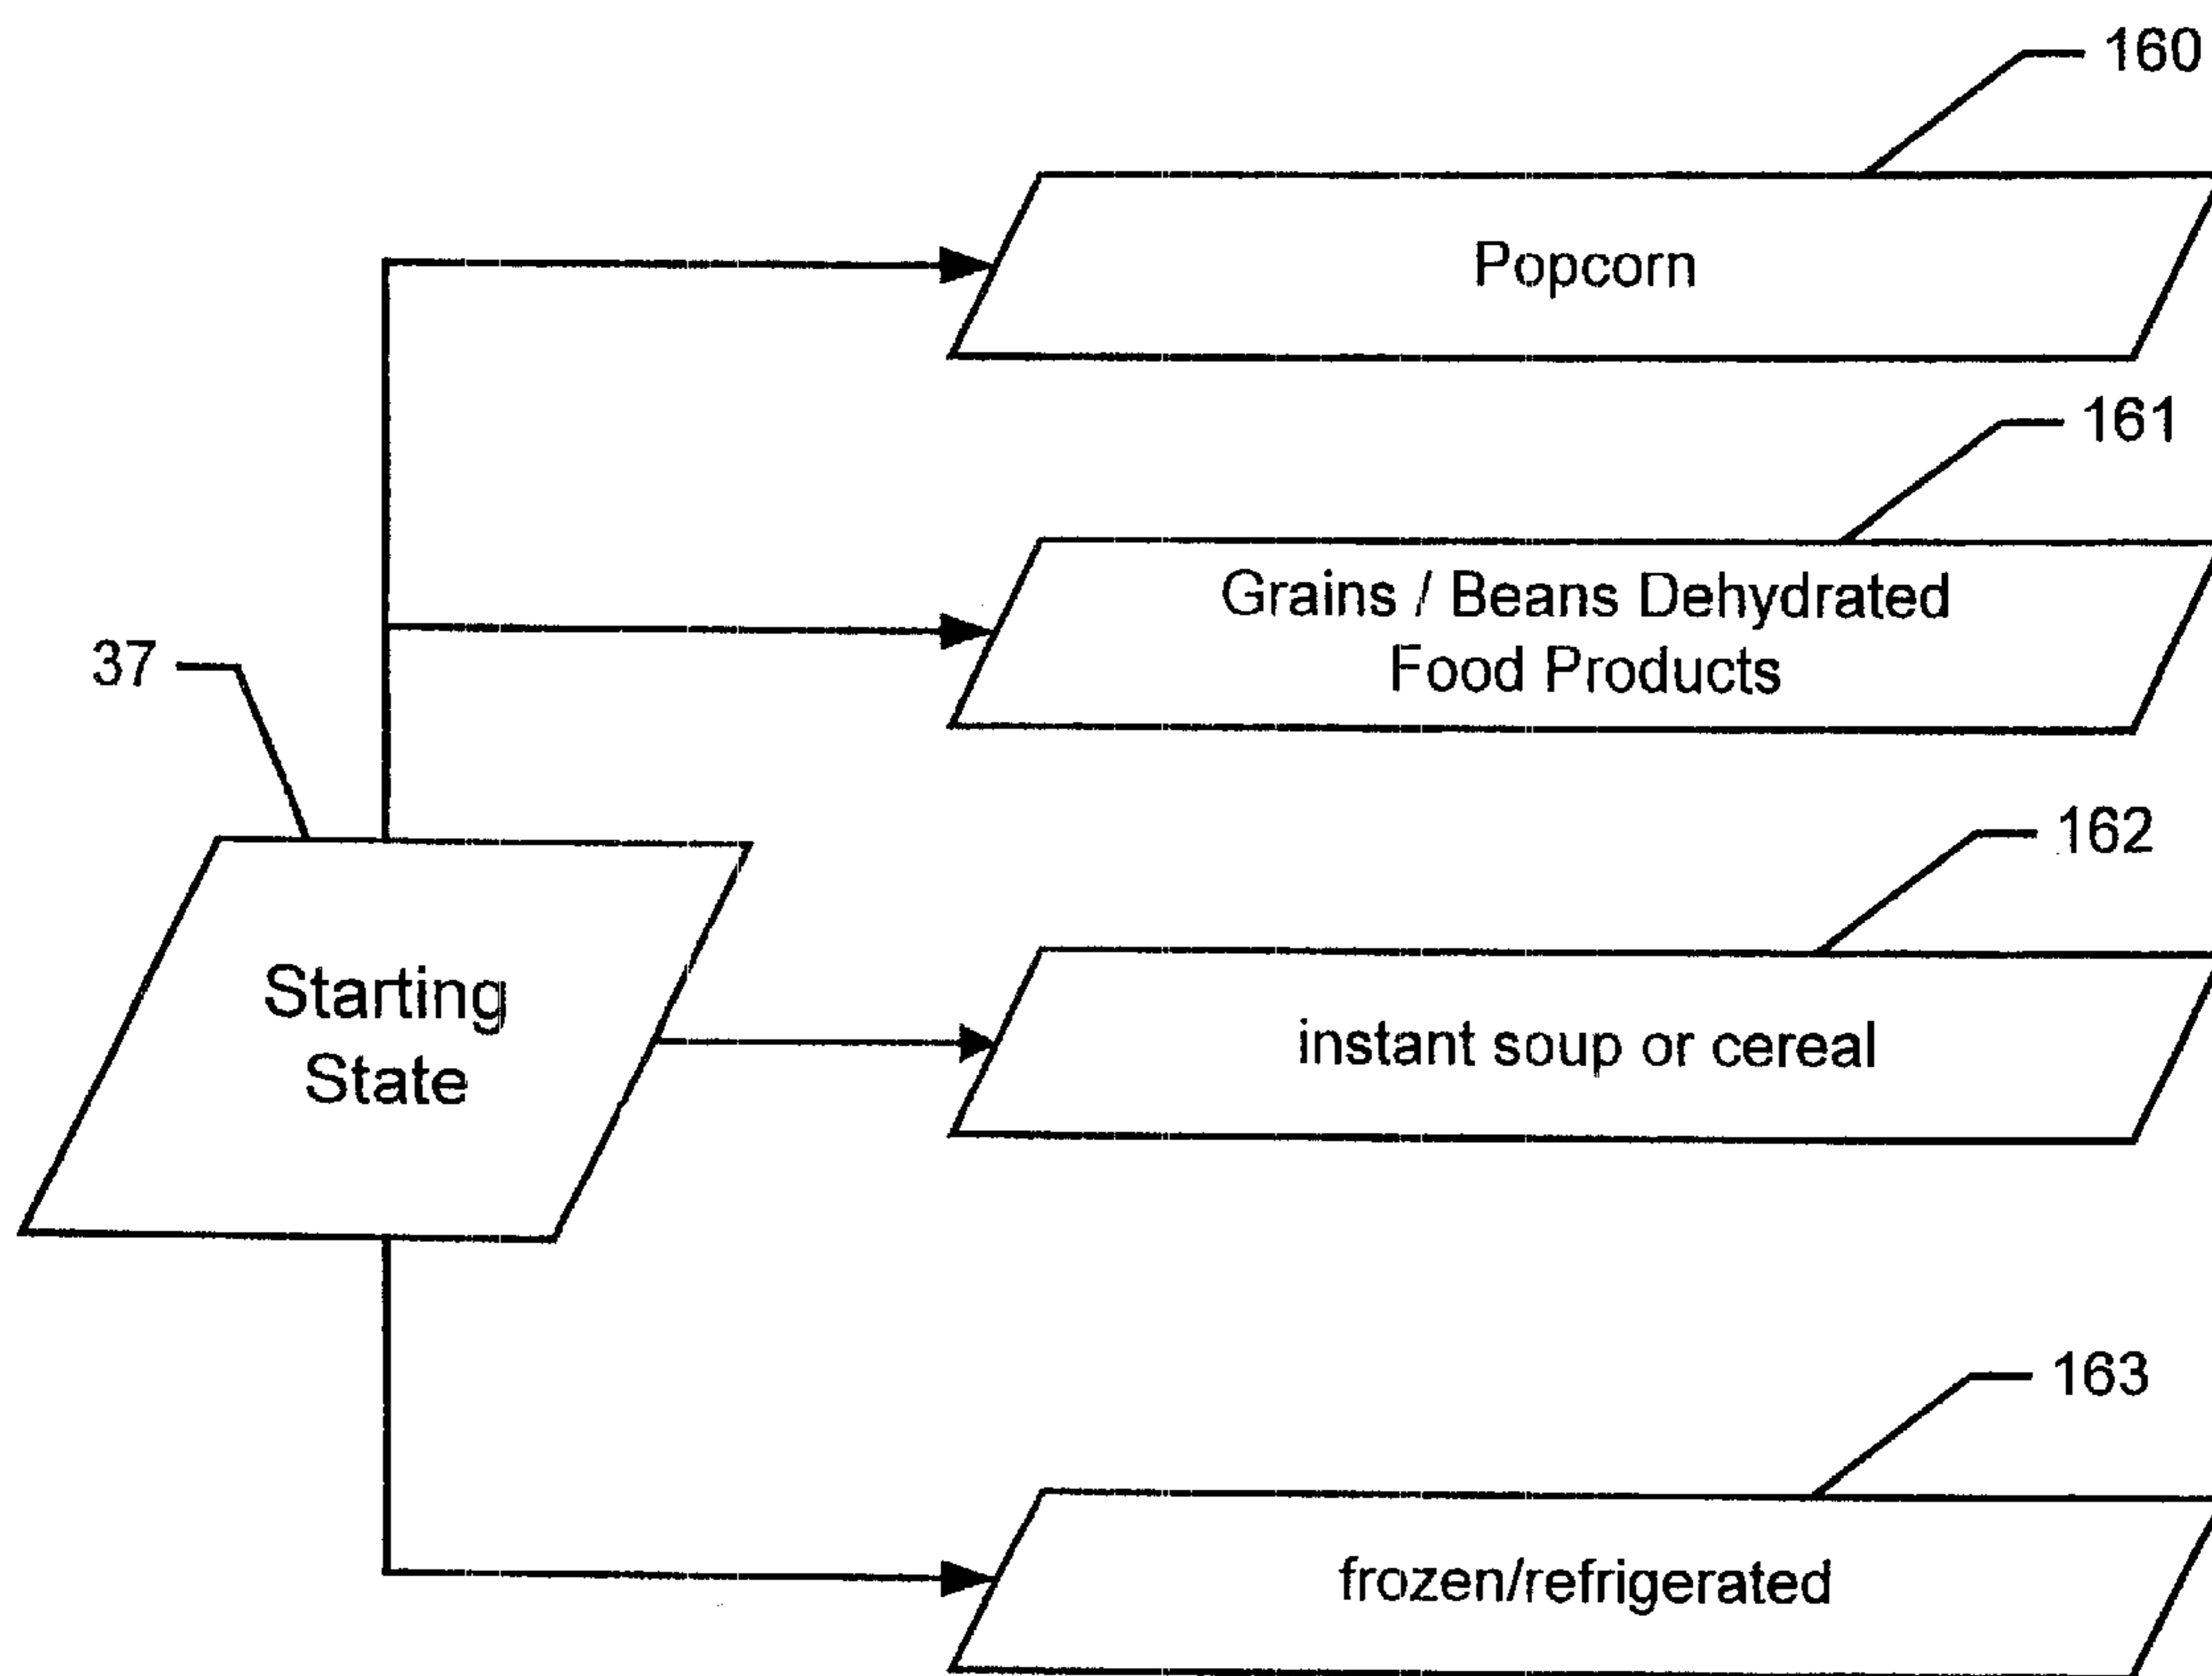 160
Popcorn
161
Grains / Beans Dehydrated
Food Products
37
162
Starting
State
instant soup or cereal
163
frozen/refrigerated